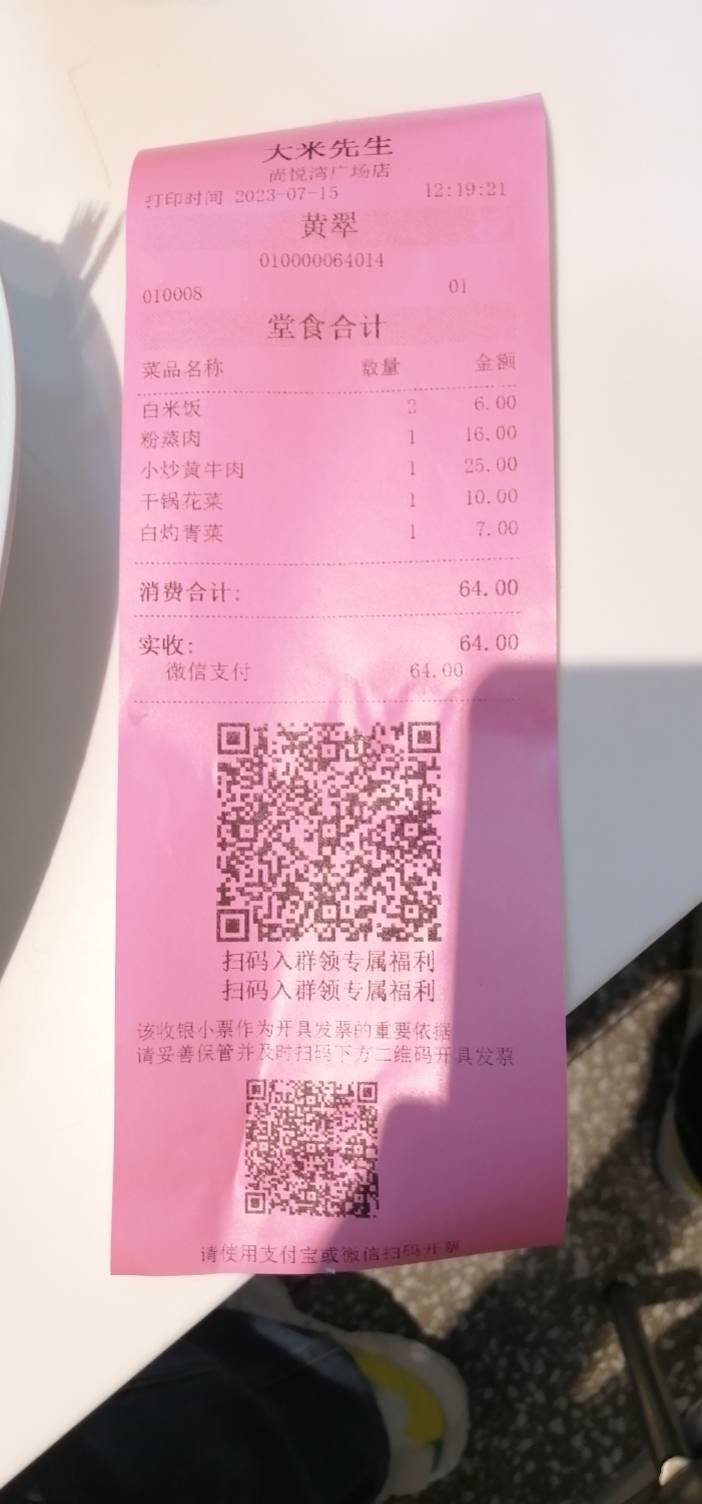 大米先生
尚悦湾广场店
打印时间 2023-07-15 12:19:21
黄翠
010000064014
010008 01
堂食合计
菜品名称 数量 金额
白米饭 2 6.00
粉蒸肉 1 16.00
小炒黄牛肉 1 25.00
干锅花菜 1 10.00
白灼青菜 1 7.00
消费合计: 64.00
实收: 64.00
微信支付 64.00
扫码入群领专属福利
扫码入群领专属福利
该收银小票作为开具发票的重要依据
请妥善保管并及时扫码下方二维码开具发票
请使用支付宝或微信扫码开票